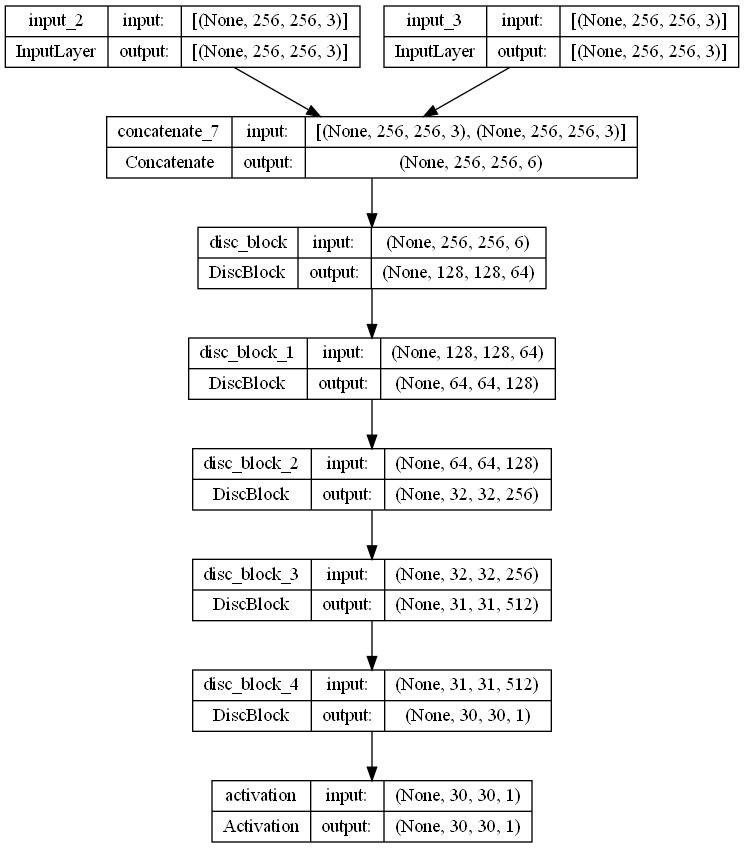 input_2 input: [(None, 256, 256, 3)]
InputLayer output: [(None, 256, 256, 3)]
input_3 input: [(None, 256, 256, 3)]
InputLayer output: [(None, 256, 256, 3)]
concatenate_7 input: [(None, 256, 256, 3), (None, 256, 256, 3)]
Concatenate output: (None, 256, 256, 6)
disc_block input: (None, 256, 256, 6)
DiscBlock output: (None, 128, 128, 64)
disc_block_1 input: (None, 128, 128, 64)
DiscBlock output: (None, 64, 64, 128)
disc_block_2 input: (None, 64, 64, 128)
DiscBlock output: (None, 32, 32, 256)
disc_block_3 input: (None, 32, 32, 256)
DiscBlock output: (None, 31, 31, 512)
disc_block_4 input: (None, 31, 31, 512)
DiscBlock output: (None, 30, 30, 1)
activation input: (None, 30, 30, 1)
Activation output: (None, 30, 30, 1)